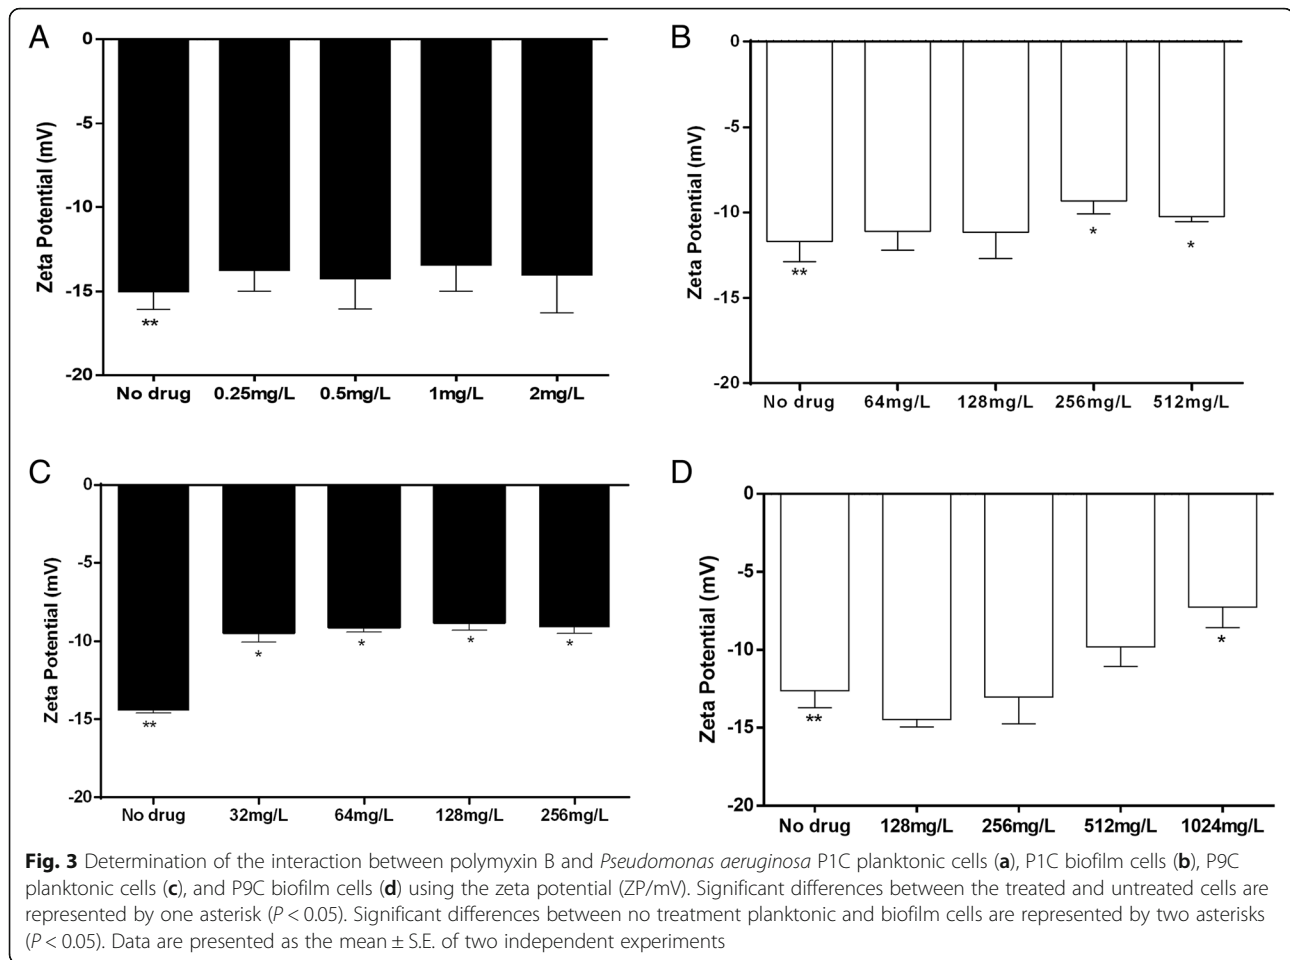 A
B
0
-5
-10
-15
-20
Zeta Potential (mV)
**
No drug 0.25mg/L 0.5mg/L 1mg/L 2mg/L
0
-5
-10
-15
-20
Zeta Potential (mV)
**
*
*
No drug 64mg/L 128mg/L 256mg/L 512mg/L
C
D
0
-5
-10
-15
-20
Zeta Potential (mV)
**
*
*
*
*
No drug 32mg/L 64mg/L 128mg/L 256mg/L
0
-5
-10
-15
-20
Zeta Potential (mV)
**
*
No drug 128mg/L 256mg/L 512mg/L 1024mg/L
Fig. 3 Determination of the interaction between polymyxin B and Pseudomonas aeruginosa P1C planktonic cells (a), P1C biofilm cells (b), P9C
planktonic cells (c), and P9C biofilm cells (d) using the zeta potential (ZP/mV). Significant differences between the treated and untreated cells are
represented by one asterisk (P < 0.05). Significant differences between no treatment planktonic and biofilm cells are represented by two asterisks
(P < 0.05). Data are presented as the mean ± S.E. of two independent experiments